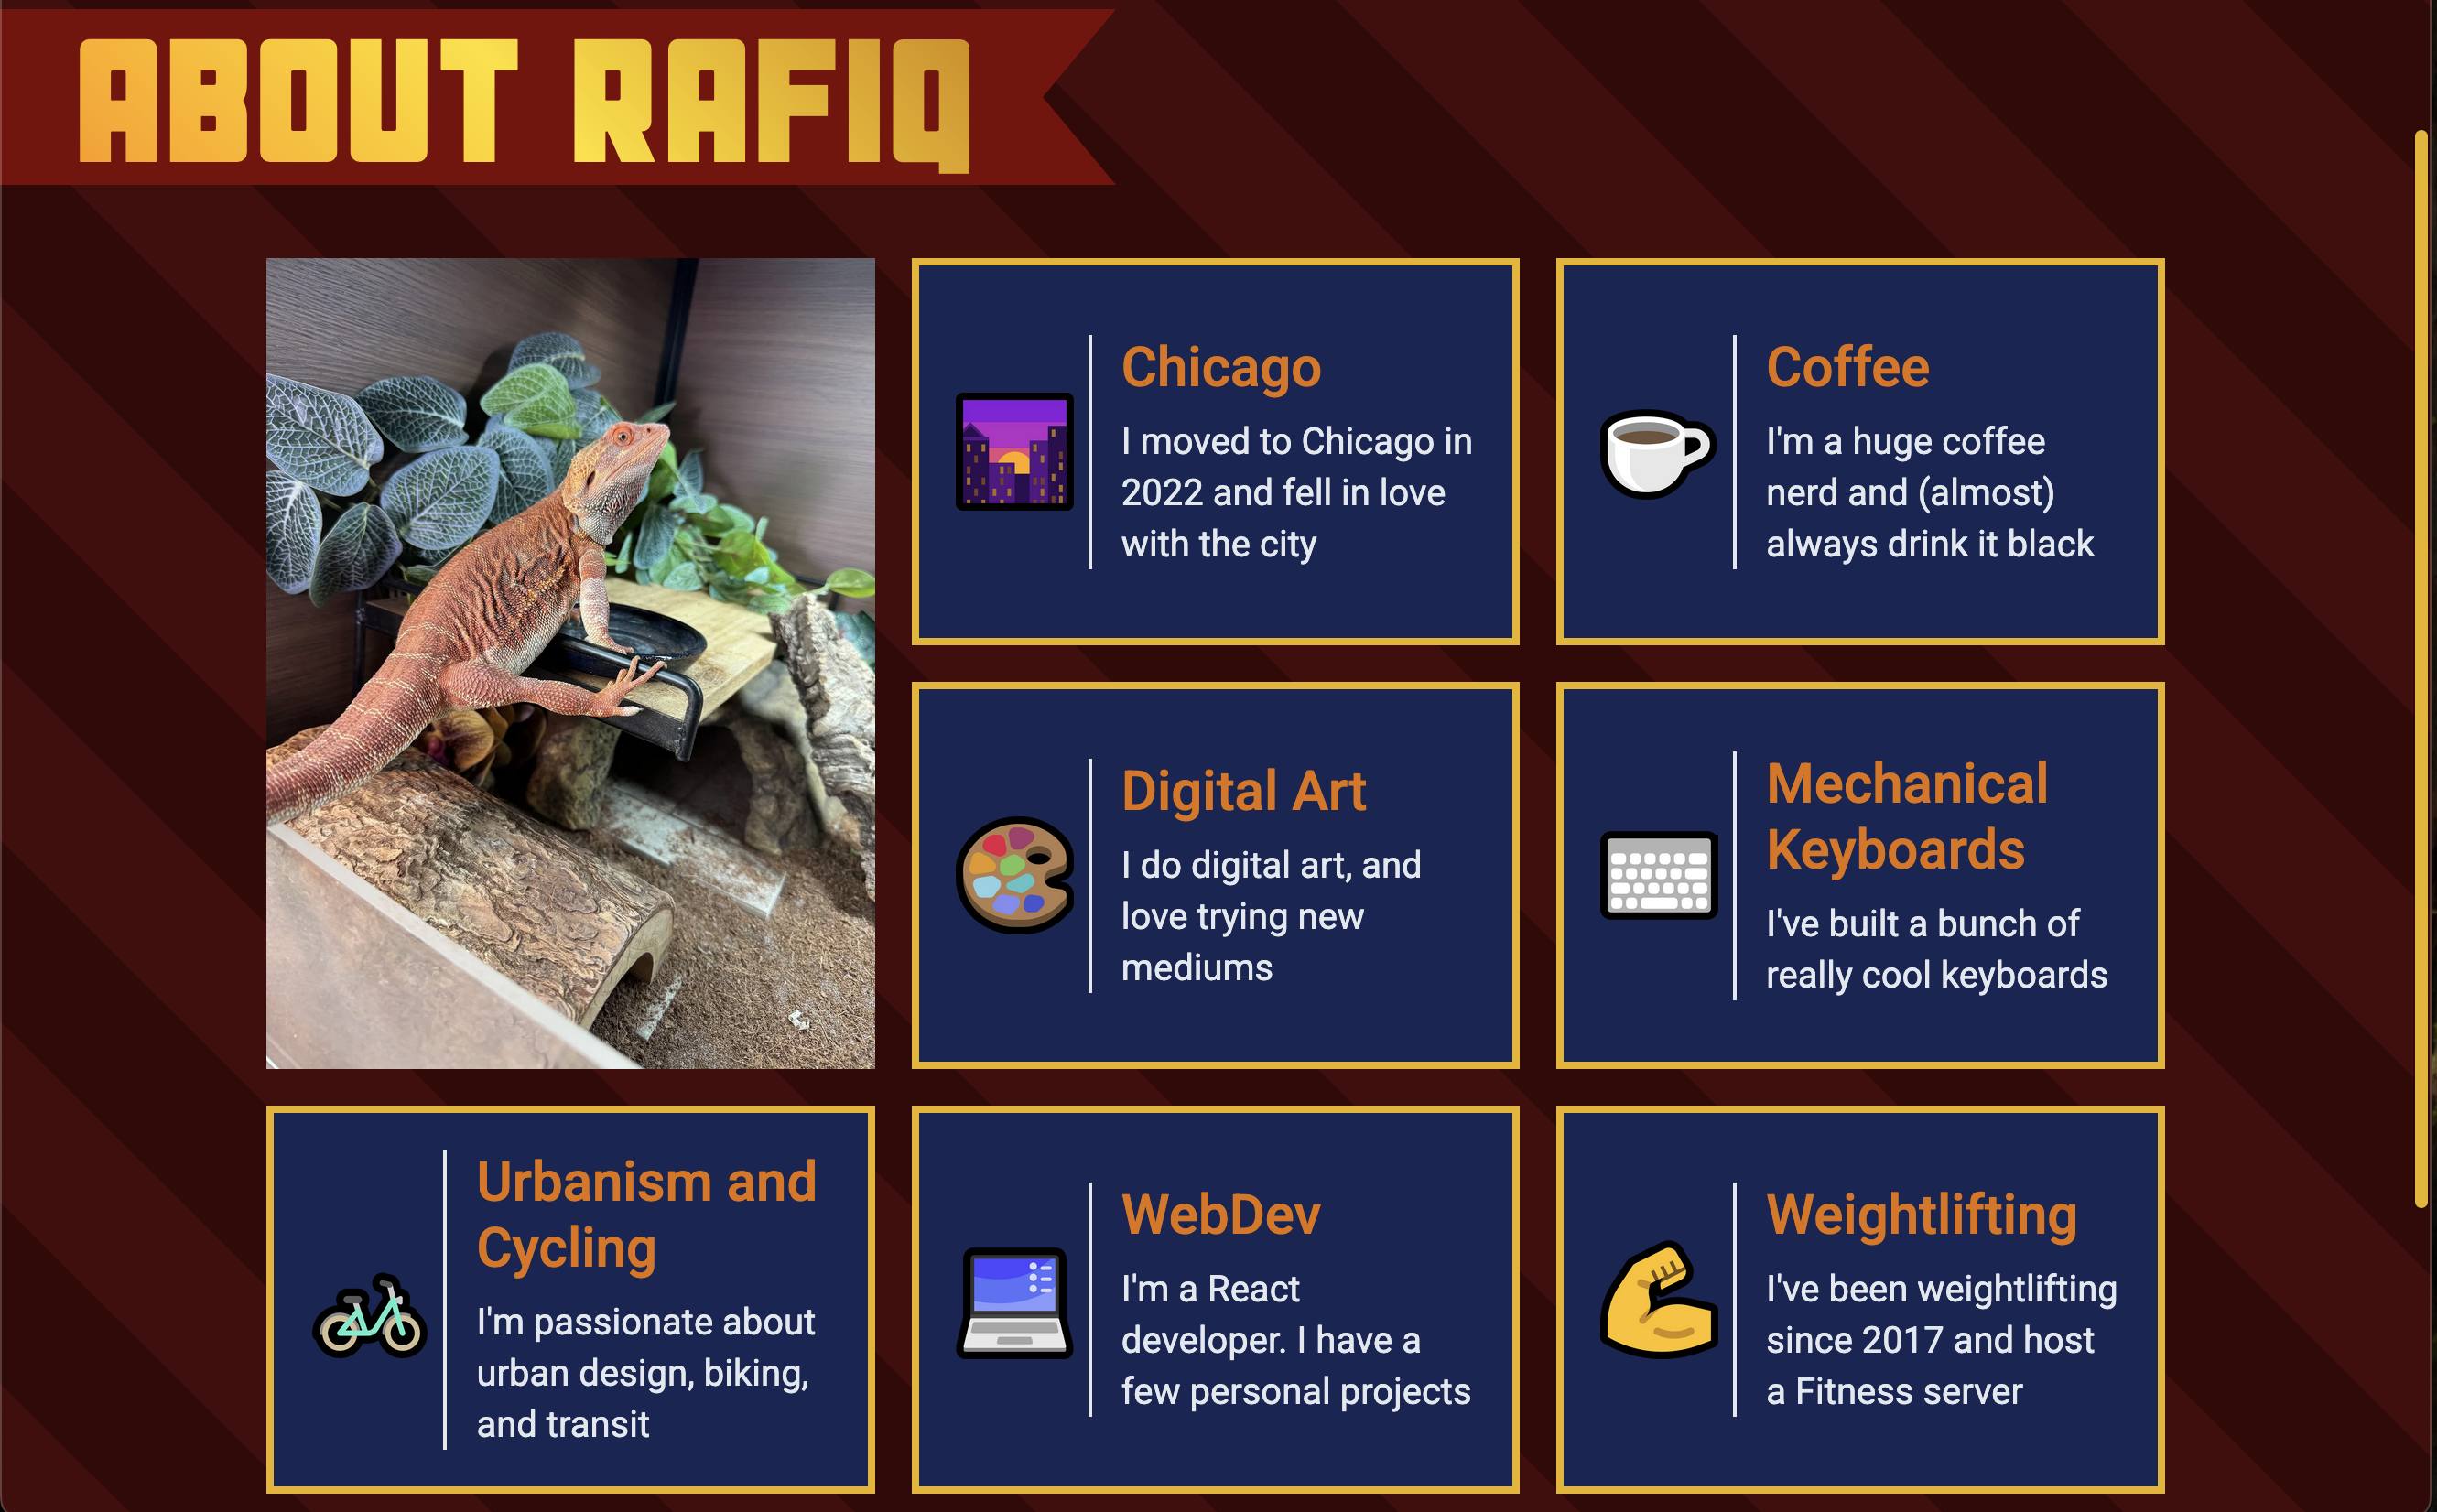 ABOUT RAFIQ
Chicago
I moved to Chicago in
2022 and fell in love
with the city
Coffee
I'm a huge coffee
nerd and (almost)
always drink it black
Digital Art
I do digital art, and
love trying new
mediums
Mechanical
Keyboards
I've built a bunch of
really cool keyboards
Urbanism and
Cycling
I'm passionate about
urban design, biking,
and transit
WebDev
I'm a React
developer. I have a
few personal projects
Weightlifting
I've been weightlifting
since 2017 and host
a Fitness server